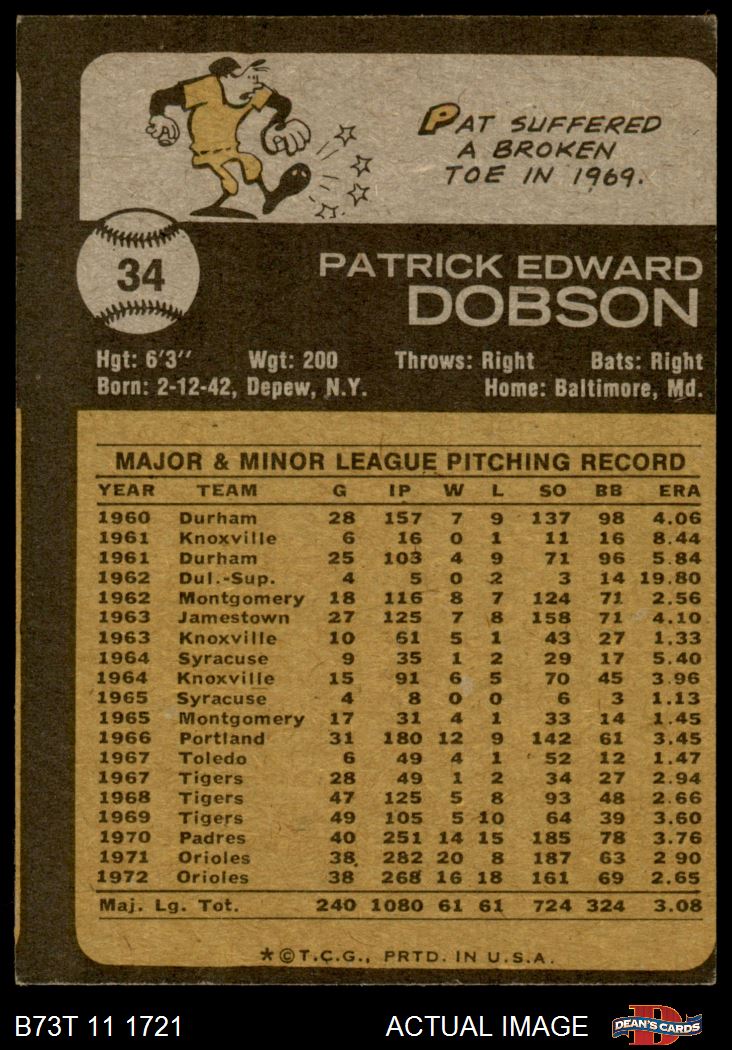 PAT SUFFERED
A BROKEN
TOE IN 1969.
34
PATRICK EDWARD
DOBSON
Hgt: 6'3" Wgt: 200 Throws: Right Bats: Right
Born: 2-12-42, Depew, N.Y. Home: Baltimore, Md.
MAJOR & MINOR LEAGUE PITCHING RECORD
YEAR TEAM G IP W L SO BB ERA
1960 Durham 28 157 7 9 137 98 4.06
1961 Knoxville 6 16 0 1 11 16 8.44
1961 Durham 25 103 4 9 71 96 5.84
1962 Dul.-Sup. 4 5 0 2 3 14 19.80
1962 Montgomery 18 116 8 7 124 71 2.56
1963 Jamestown 27 125 7 8 158 71 4.10
1963 Knoxville 10 61 5 1 43 27 1.33
1964 Syracuse 9 35 1 2 29 17 5.40
1964 Knoxville 15 91 6 5 70 45 3.96
1965 Syracuse 4 8 0 0 6 3 1.13
1965 Montgomery 17 31 4 1 33 14 1.45
1966 Portland 31 180 12 9 142 61 3.45
1967 Toledo 6 49 4 1 52 12 1.47
1967 Tigers 28 49 1 2 34 27 2.94
1968 Tigers 47 125 5 8 93 48 2.66
1969 Tigers 49 105 5 10 64 39 3.60
1970 Padres 40 251 14 15 185 78 3.76
1971 Orioles 38 282 20 8 187 63 2 90
1972 Orioles 38 268 16 18 161 69 2.65
Maj. Lg. Tot. 240 1080 61 61 724 324 3.08
*©T.C.G., PRTD. IN U.S.A.
B73T 11 1721 ACTUAL IMAGE D DEAN'S CARDS